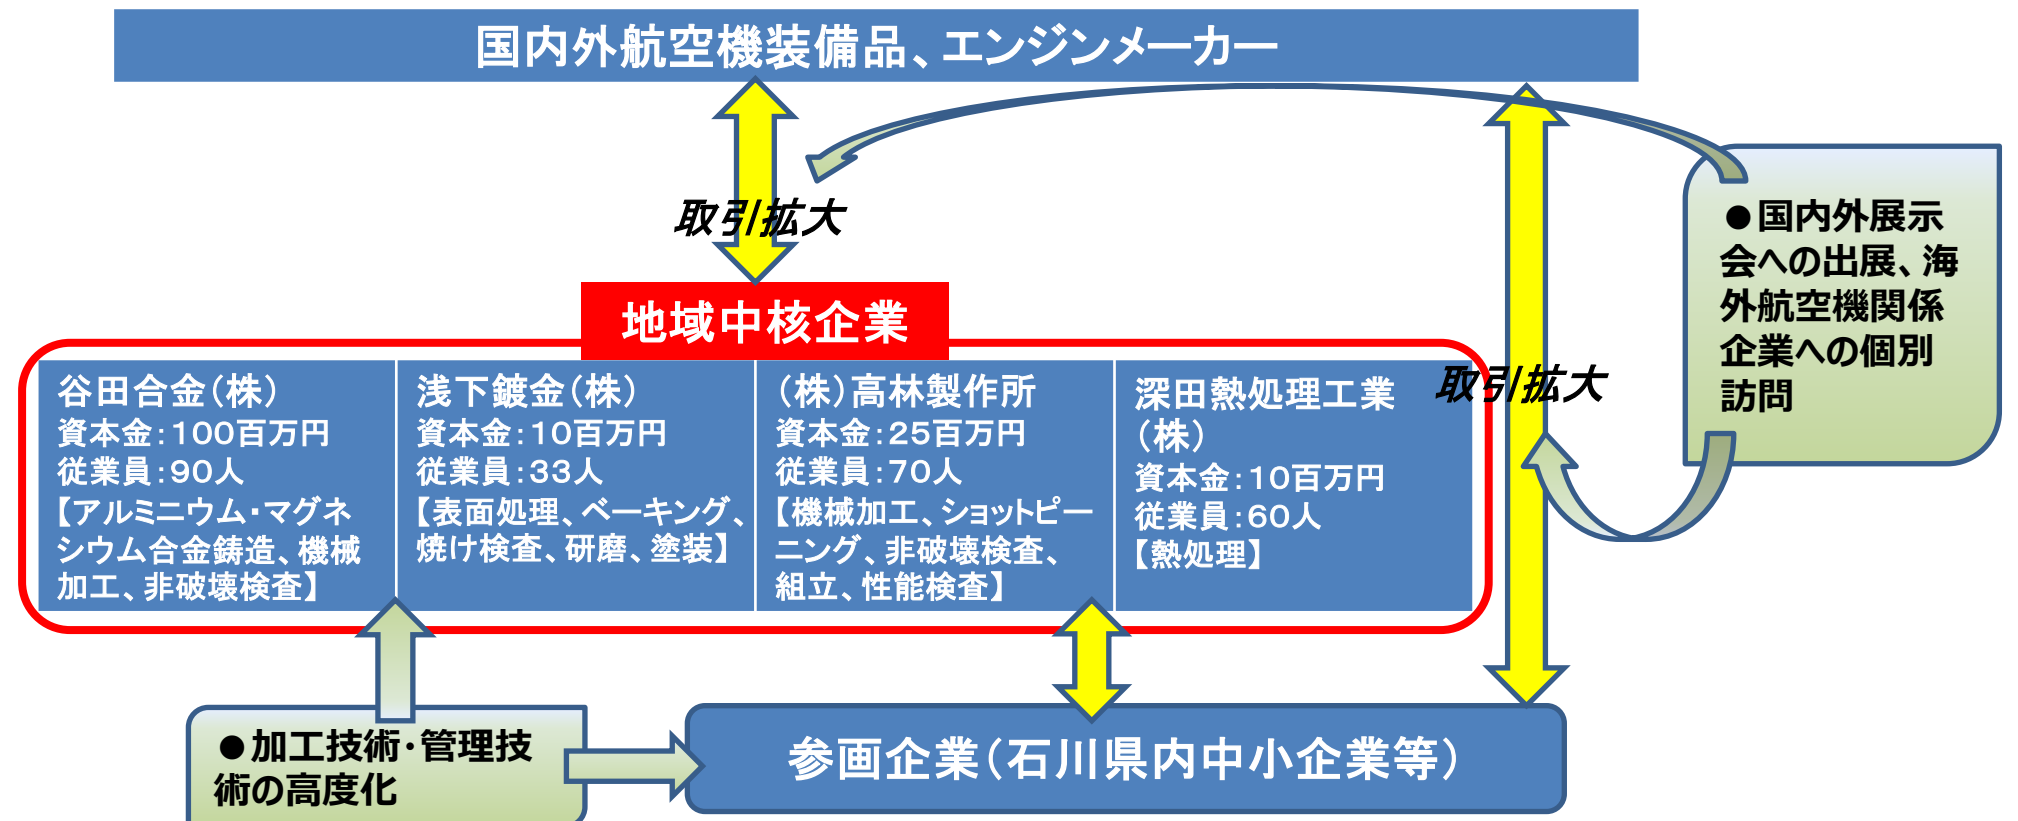 国内外航空機装備品、エンジンメーカー
取引拡大
●国内外展示
会への出展、海
外航空機関係
企業への個別
訪問
地域中核企業
谷田合金（株）
資本金：１００百万円
従業員：９０人
【アルミニウム・マグネ
シウム合金鋳造、機械
加工、非破壊検査】
浅下鍍金（株）
資本金：１０百万円
従業員：３３人
【表面処理、ベーキング、
焼け検査、研磨、塗装】
（株）高林製作所
資本金：２５百万円
従業員：７０人
【機械加工、ショットピー
ニング、非破壊検査、
組立、性能検査】
深田熱処理工業
（株）
資本金：１０百万円
従業員：６０人
【熱処理】
取引拡大
●加工技術・管理技
術の高度化
参画企業（石川県内中小企業等）